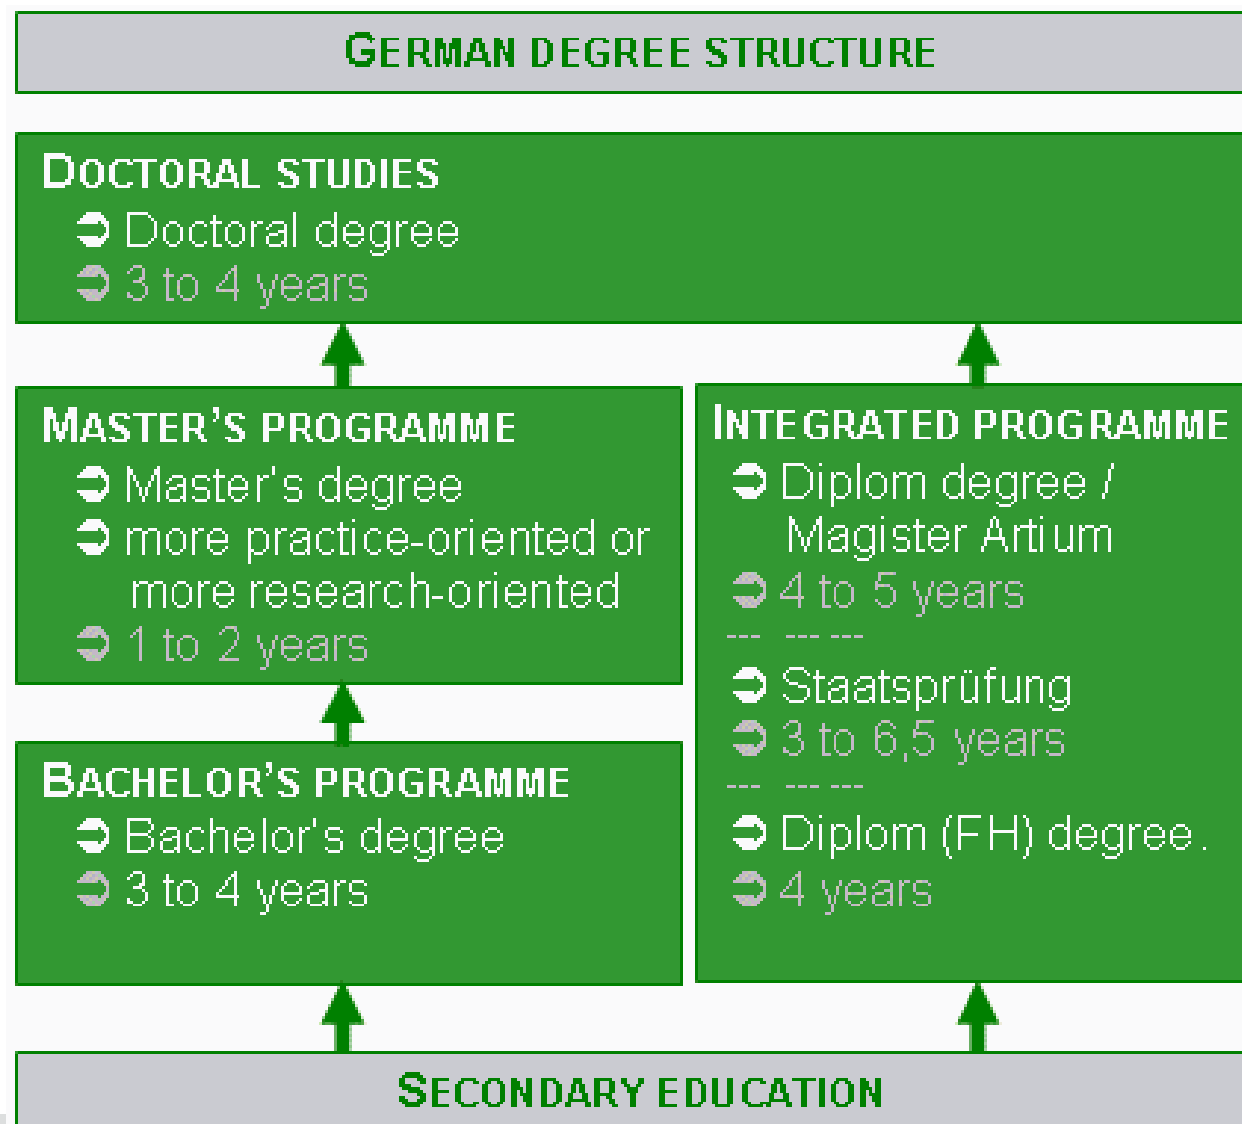 GERMAN DEGREE STRUCTURE
DOCTORAL STUDIES
Doctoral degree
3 to 4 years
MASTER'S PROGRAMME
Master's degree
more practice-oriented or
more research-oriented
1 to 2 years
BACHELOR'S PROGRAMME
Bachelor's degree
3 to 4 years
INTEGRATED PROGRAMME
Diplom degree /
Magister Artium
4 to 5 years
--- --- ---
Staatsprüfung
3 to 6,5 years
--- --- ---
Diplom (FH) degree.
4 years
SECONDARY EDUCATION